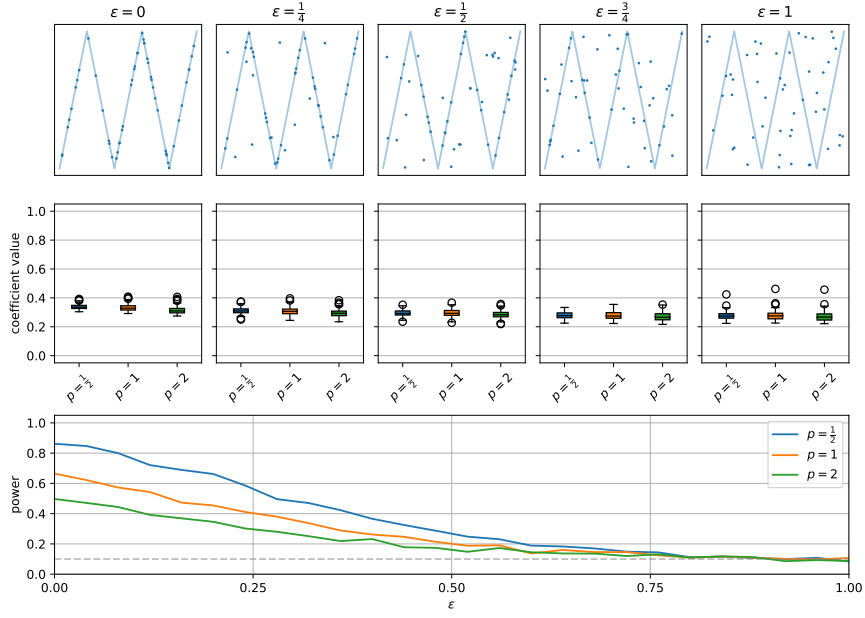 ε = 0
ε = 1/4
ε = 1/2
ε = 3/4
ε = 1
coefficient value
1.0
0.8
0.6
0.4
0.2
0.0
p = 1/2
p = 1
p = 2
p = 1/2
p = 1
p = 2
p = 1/2
p = 1
p = 2
p = 1/2
p = 1
p = 2
p = 1/2
p = 1
p = 2
power
1.0
0.8
0.6
0.4
0.2
0.0
p = 1/2
p = 1
p = 2
0.00
0.25
0.50
0.75
1.00
ε